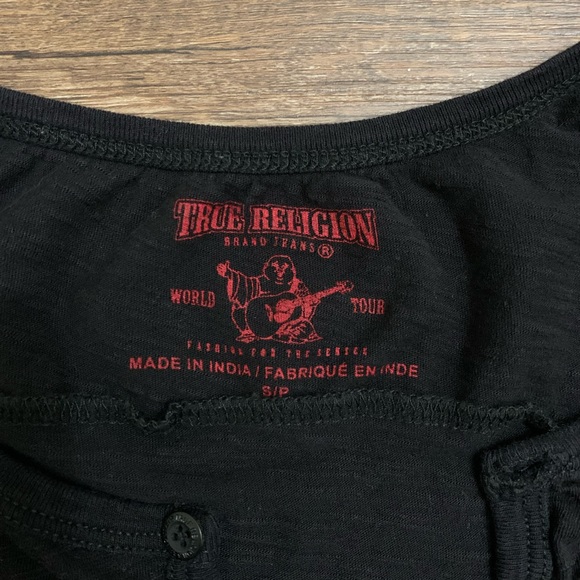 TRUE RELIGION
BRAND JEANS®
WORLD TOUR
FASHION FOR THE SENSES
MADE IN INDIA / FABRIQUÉ EN INDE
S/P